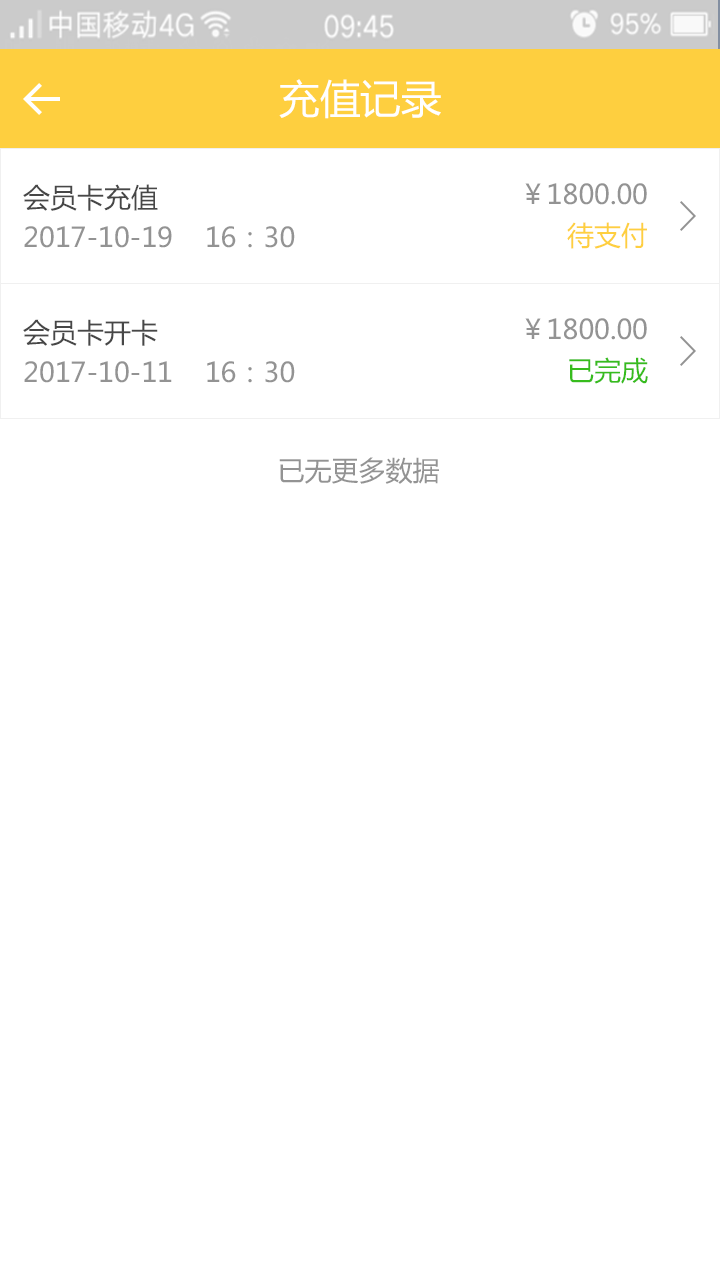 中国移动4G 09:45 95%
充值记录
会员卡充值 ¥1800.00
2017-10-19 16：30 待支付
会员卡开卡 ¥1800.00
2017-10-11 16：30 已完成
已无更多数据